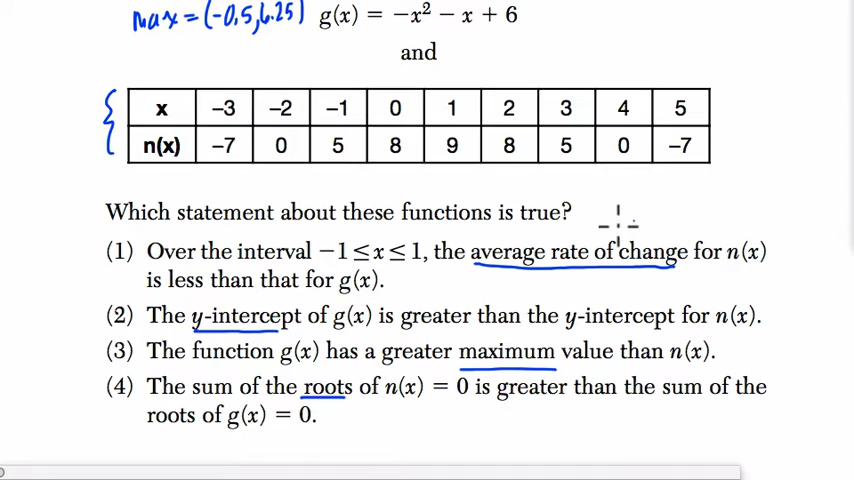 max = (-0.5, 6.25) g(x) = −x² − x + 6
and
x −3 −2 −1 0 1 2 3 4 5
n(x) −7 0 5 8 9 8 5 0 −7
Which statement about these functions is true?
(1) Over the interval −1 ≤ x ≤ 1, the average rate of change for n(x)
is less than that for g(x).
(2) The y-intercept of g(x) is greater than the y-intercept for n(x).
(3) The function g(x) has a greater maximum value than n(x).
(4) The sum of the roots of n(x) = 0 is greater than the sum of the
roots of g(x) = 0.